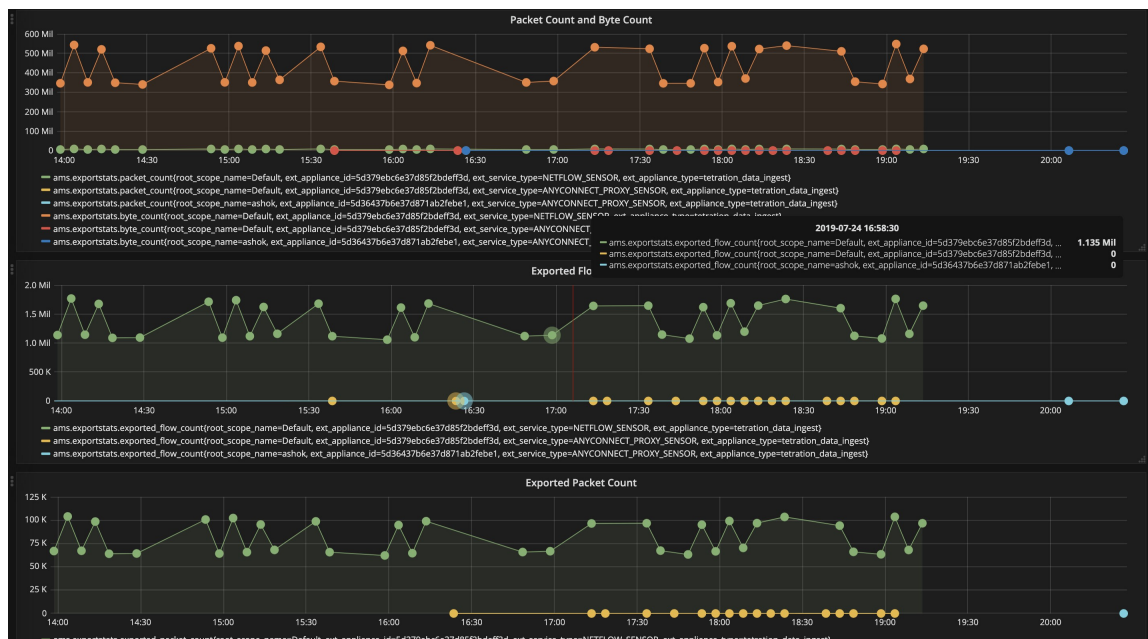 Packet Count and Byte Count
600 Mil
500 Mil
400 Mil
300 Mil
200 Mil
100 Mil
0
14:00 14:30 15:00 15:30 16:00 16:30 17:00 17:30 18:00 18:30 19:00 19:30 20:00
ams.exportstats.packet_count{root_scope_name=Default, ext_appliance_id=5d379ebc6e37d85f2bdeff3d, ext_service_type=NETFLOW_SENSOR, ext_appliance_type=tetration_data_ingest}
ams.exportstats.packet_count{root_scope_name=Default, ext_appliance_id=5d379ebc6e37d85f2bdeff3d, ext_service_type=ANYCONNECT_PROXY_SENSOR, ext_appliance_type=tetration_data_ingest}
ams.exportstats.packet_count{root_scope_name=ashok, ext_appliance_id=5d36437b6e37d871ab2febe1, ext_service_type=ANYCONNECT_PROXY_SENSOR, ext_appliance_type=tetration_data_ingest}
ams.exportstats.byte_count{root_scope_name=Default, ext_appliance_id=5d379ebc6e37d85f2bdeff3d, ext_service_type=NETFLOW_SENSOR, ext_appliance_type=tetration_data_ingest}
ams.exportstats.byte_count{root_scope_name=Default, ext_appliance_id=5d379ebc6e37d85f2bdeff3d, ext_service_type=ANYCONNECT_
ams.exportstats.byte_count{root_scope_name=ashok, ext_appliance_id=5d36437b6e37d871ab2febe1, ext_service_type=ANYCONNECT_
2019-07-24 16:58:30
ams.exportstats.exported_flow_count{root_scope_name=Default, ext_appliance_id=5d379ebc6e37d85f2bdeff3d, ... 1.135 Mil
ams.exportstats.exported_flow_count{root_scope_name=Default, ext_appliance_id=5d379ebc6e37d85f2bdeff3d, ... 0
ams.exportstats.exported_flow_count{root_scope_name=ashok, ext_appliance_id=5d36437b6e37d871ab2febe1, ... 0
Exported Flo
2.0 Mil
1.5 Mil
1.0 Mil
500 K
0
14:00 14:30 15:00 15:30 16:00 16:30 17:00 17:30 18:00 18:30 19:00 19:30 20:00
ams.exportstats.exported_flow_count{root_scope_name=Default, ext_appliance_id=5d379ebc6e37d85f2bdeff3d, ext_service_type=NETFLOW_SENSOR, ext_appliance_type=tetration_data_ingest}
ams.exportstats.exported_flow_count{root_scope_name=Default, ext_appliance_id=5d379ebc6e37d85f2bdeff3d, ext_service_type=ANYCONNECT_PROXY_SENSOR, ext_appliance_type=tetration_data_ingest}
ams.exportstats.exported_flow_count{root_scope_name=ashok, ext_appliance_id=5d36437b6e37d871ab2febe1, ext_service_type=ANYCONNECT_PROXY_SENSOR, ext_appliance_type=tetration_data_ingest}
Exported Packet Count
125 K
100 K
75 K
50 K
25 K
0
14:00 14:30 15:00 15:30 16:00 16:30 17:00 17:30 18:00 18:30 19:00 19:30 20:00